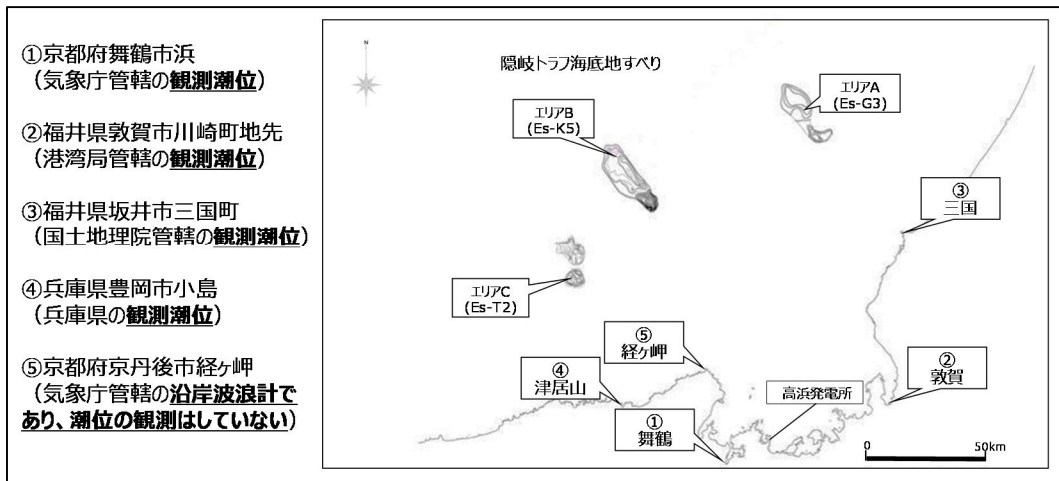 ①京都府舞鶴市浜
（気象庁管轄の観測潮位）
②福井県敦賀市川崎町地先
（港湾局管轄の観測潮位）
③福井県坂井市三国町
（国土地理院管轄の観測潮位）
④兵庫県豊岡市小島
（兵庫県の観測潮位）
⑤京都府京丹後市経ヶ岬
（気象庁管轄の沿岸波浪計で
あり、潮位の観測はしていない）
N
隠岐トラフ海底地すべり
エリアA
(Es-G3)
エリアB
(Es-K5)
③
三国
エリアC
(Es-T2)
⑤
経ヶ岬
④
津居山
②
敦賀
高浜発電所
①
舞鶴
0
50km